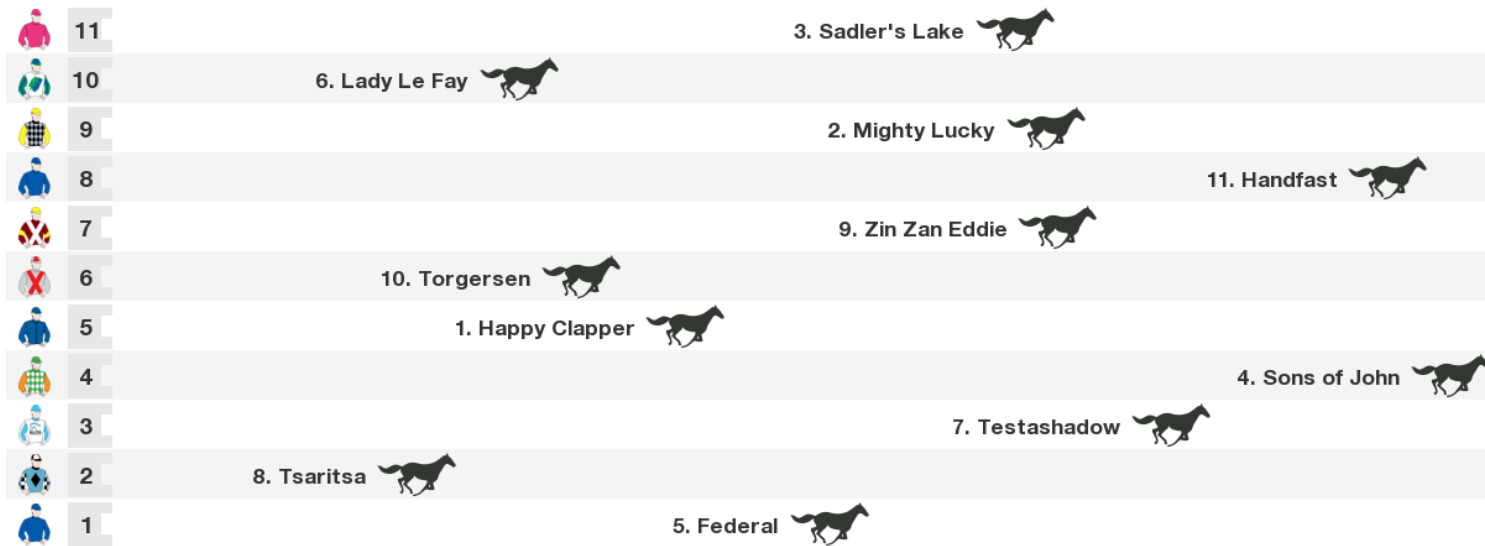 11 3. Sadler's Lake
10 6. Lady Le Fay
9 2. Mighty Lucky
8 11. Handfast
7 9. Zin Zan Eddie
6 10. Torgersen
5 1. Happy Clapper
4 4. Sons of John
3 7. Testashadow
2 8. Tsaritsa
1 5. Federal